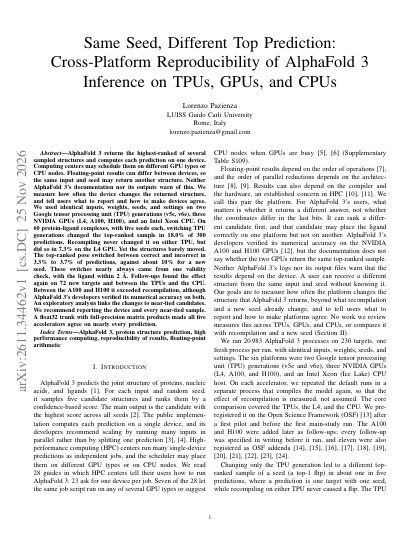 Same Seed, Different Top Prediction:
Cross-Platform Reproducibility of AlphaFold 3
Inference on TPUs, GPUs, and CPUs
Lorenzo Pazienza
LUISS Guido Carli University
Rome, Italy
lorenzo.pazienza@gmail.com
arXiv:2611.34462v1 [cs.DC] 25 Nov 2026
Abstract—AlphaFold 3 returns the highest-ranked of several
sampled structures and computes each prediction on one device.
Computing centers may schedule them on different GPU types or
CPUs. Floating-point results can differ between devices, so
the same input and seed may return another structure. Neither
AlphaFold's documentation nor its outputs warn of this. We
measure how often the device changes the returned structure,
and tell users what to report and how to make devices agree.
We used identical inputs, weights, seeds, and settings on two
Google tensor processing unit (TPU) generations (v5e, v6e), three
NVIDIA GPUs (L4, A100, H100), and an Intel Xeon CPU. On
60 protein-ligand complexes, with five seeds each, switching TPU
generations changed the top-ranked sample in 18.0% of 300
predictions. Recompiling never changed it on either TPU, but
did so in 7.3% on the L4 GPU. Yet the structures barely moved.
The top-ranked pose switched between correct and incorrect in
3.3% to 3.7% of predictions, against about 10% for a new
seed. These switches nearly always came from one validity
check, with the ligand within 2 Å. Follow-ups found the effect
again on 72 new targets and between the TPUs and the CPU.
Between the A100 and H100 it exceeded recompilation, although
AlphaFold 3's developers verified its numerical accuracy on both.
An exploratory analysis links the changes to near-tied candidates.
We recommend reporting the device and every near-tied sample.
A float32 trunk with full-precision matrix products made all five
accelerators agree on nearly every prediction.
Index Terms—AlphaFold 3, protein structure prediction, high
performance computing, reproducibility, numerical results, floating-point
arithmetic
I. INTRODUCTION
AlphaFold 3 predicts the joint structure of proteins, nucleic
acids, and ligands [1]. For each input and random seed, it
samples five candidate structures and ranks them by a
confidence-based score. The main output is the candidate with
the highest score across all seeds [2]. The public implemen-
tation computes each prediction on a single device, and its
developers recommend scaling by running many inputs in
parallel rather than by splitting one prediction [3], [4]. High-
performance computing (HPC) centers run many single-device
predictions as independent jobs, and the scheduler may place
them on different GPU types or on CPU nodes. We read
28 guides in which HPC centers tell their users how to run
AlphaFold 3: 23 ask for one device per job. Seven of the 28 let
the same job script run on any of several GPU types or suggest
CPU nodes when GPUs are busy [5], [6] (Supplementary
Table S109).
Floating-point results depend on the order of operations [7],
and the order of parallel reductions depends on the architec-
ture [8], [9]. Results can also depend on the compiler and
the hardware, an established concern in HPC [10], [11]. We
call this pair the platform. For AlphaFold 3's users, what
matters is whether it returns a different answer, not whether
the coordinates differ in the last bits. It can rank a differ-
ent candidate first, and that candidate may place the ligand
correctly on one platform but not on another. AlphaFold 3's
developers verified its numerical accuracy on the NVIDIA
A100 and H100 GPUs [12], but the documentation does not
say whether the two GPUs return the same top-ranked sample.
Neither AlphaFold 3's logs nor its output files warn that the
result may depend on the device. A user can receive a different
structure from the same input and seed without knowing it.
Our goals are to measure how often the platform changes the
structure that AlphaFold 3 returns, beyond what recompilation
and a new seed already change, and to tell users what to
report and how to make platforms agree. No work we review
measures this across TPUs, GPUs, and CPUs, or compares it
with recompilation and a new seed (Section II).
We ran 20 983 AlphaFold 3 processes on 230 targets, one
fresh process per run, with identical inputs, weights, seeds, and
settings. The six platforms were two Google tensor processing
unit (TPU) generations (v5e and v6e), three NVIDIA GPUs
(L4, A100, and H100), and an Intel Xeon (Ice Lake) CPU
host. On each accelerator, we repeated the default runs in a
separate process that compiled the model again, so that the
effect of recompilation is measured, not assumed. The main
comparison covered the TPUs, the L4, and the CPU. We pre-
registered it on the Open Science Framework (OSF) [13] after
a first pilot and before the first main-study run. The A100
and H100 were added later as follow-ups; every follow-up
was specified in writing before it ran, and eleven were also
registered as OSF addenda [14], [15], [16], [17], [18], [19],
[20], [21], [22], [23], [24].
Changing only the TPU generation led to a different top-
ranked sample of a seed (a top-1 flip) in about one in five
predictions, where a prediction is one target with one seed,
while recompiling on either TPU never caused a flip. The TPU
1